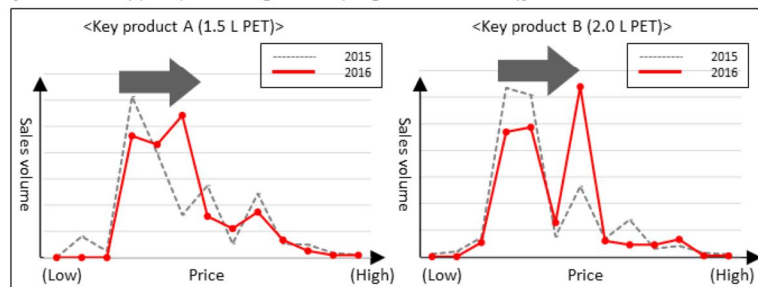 <Key product A (1.5 L PET)>
2015
2016
Sales volume
(Low)
Price
(High)
<Key product B (2.0 L PET)>
2015
2016
Sales volume
(Low)
Price
(High)